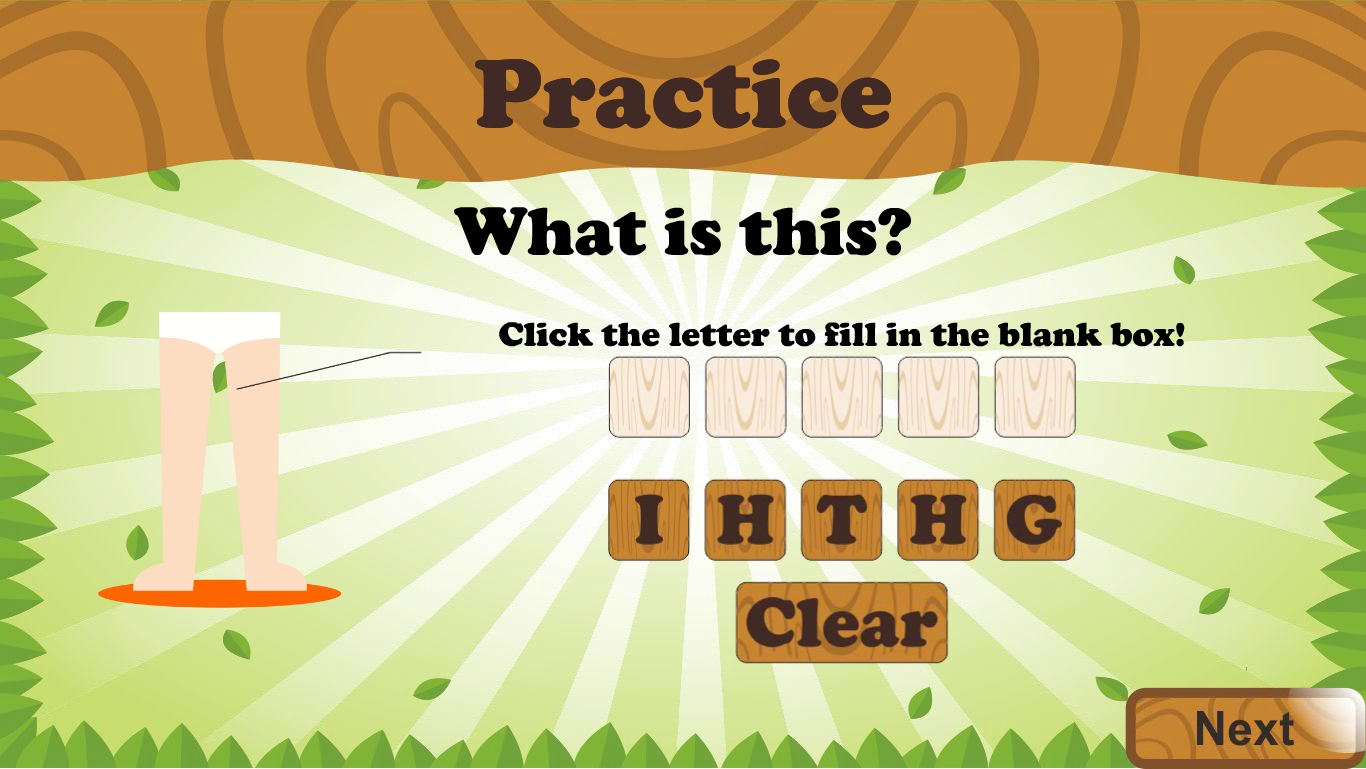 Practice
What is this?
Click the letter to fill in the blank box!
I H T H G
Clear
Next